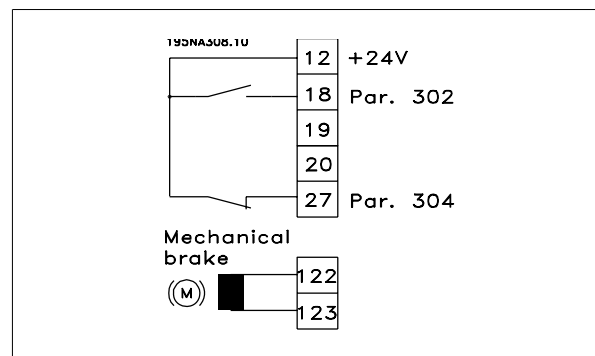 195NA308.10
12 +24V
18 Par. 302
19
20
27 Par. 304
Mechanical
brake
M
122
123